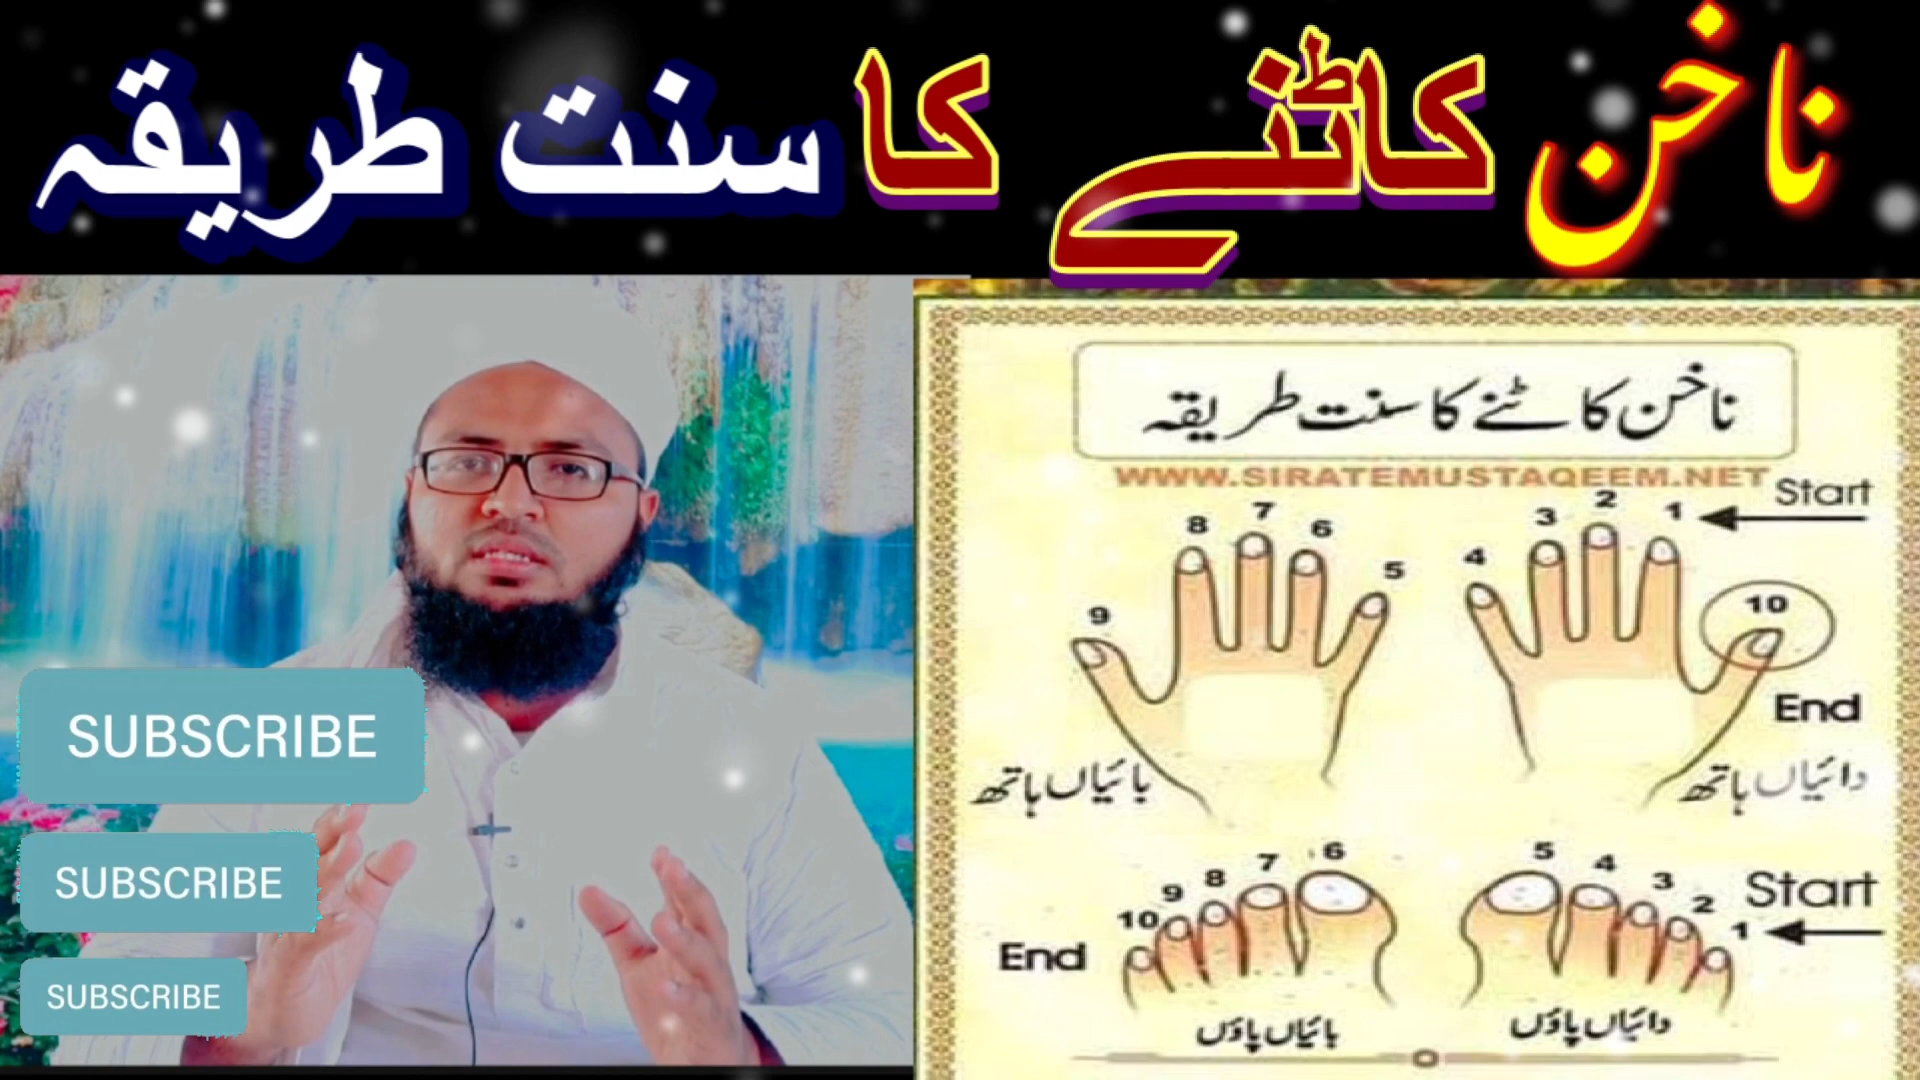 ناخن کاٹنے کا سنت طریقہ
ناخن کاٹنے کا سنت طریقہ
WWW.SIRATEMUSTAQEEM.NET
Start
8 7 6 5 4 3 2 1
9 10
End
بائیاں ہاتھ دائیاں ہاتھ
10 9 8 7 6 5 4 3 2 1
Start
End
بائیاں پاؤں دائیاں پاؤں
SUBSCRIBE
SUBSCRIBE
SUBSCRIBE